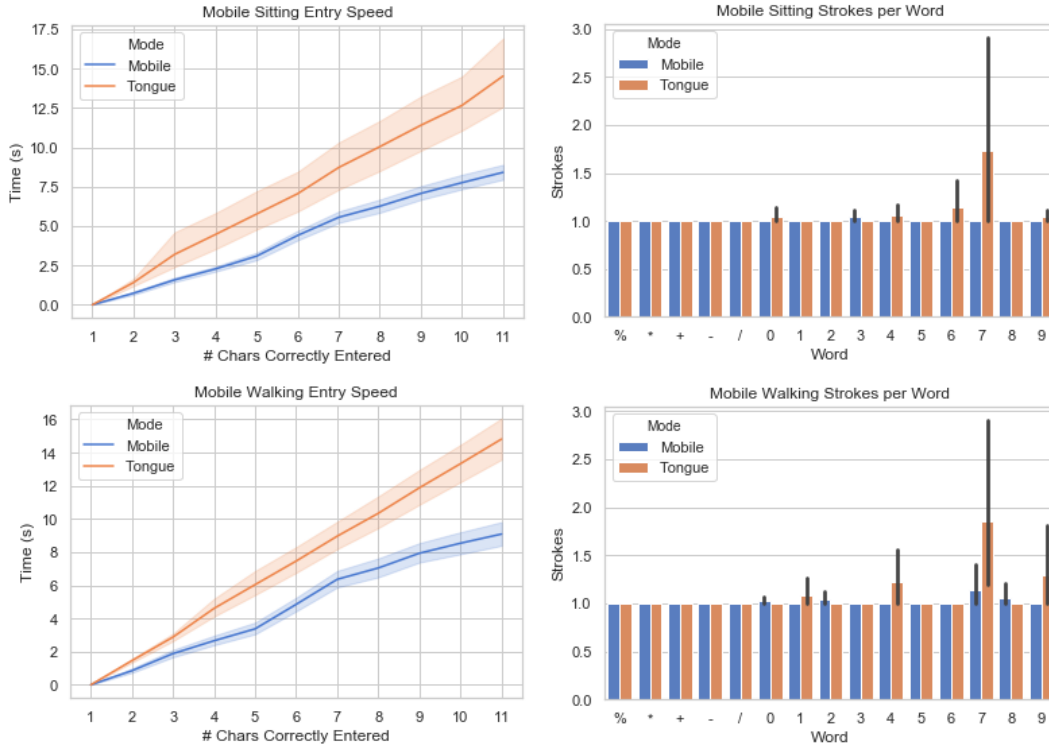 Mobile Sitting Entry Speed
17.5
15.0
12.5
10.0
7.5
5.0
2.5
0.0
Time (s)
Mode
Mobile
Tongue
1 2 3 4 5 6 7 8 9 10 11
# Chars Correctly Entered
Mobile Sitting Strokes per Word
3.0
2.5
2.0
1.5
1.0
0.5
0.0
Strokes
Mode
Mobile
Tongue
% * + - / 0 1 2 3 4 5 6 7 8 9
Word
Mobile Walking Entry Speed
16
14
12
10
8
6
4
2
0
Time (s)
Mode
Mobile
Tongue
1 2 3 4 5 6 7 8 9 10 11
# Chars Correctly Entered
Mobile Walking Strokes per Word
3.0
2.5
2.0
1.5
1.0
0.5
0.0
Strokes
Mode
Mobile
Tongue
% * + - / 0 1 2 3 4 5 6 7 8 9
Word